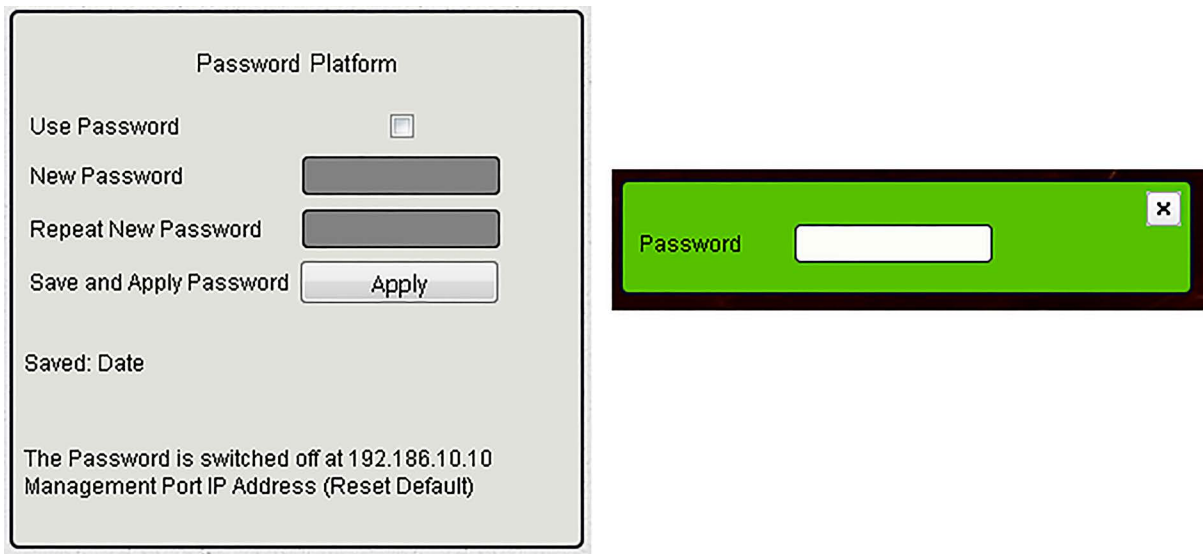 Password Platform
Use Password
New Password
Repeat New Password
Save and Apply Password Apply
Saved: Date
The Password is switched off at 192.186.10.10
Management Port IP Address (Reset Default)
Password